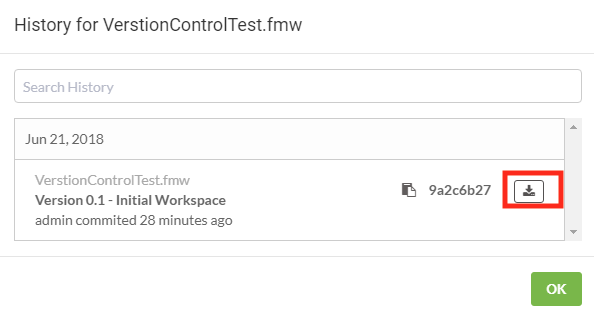 History for VerstionControlTest.fmw
Search History
Jun 21, 2018
VerstionControlTest.fmw
Version 0.1 - Initial Workspace
9a2c6b27
admin commited 28 minutes ago
OK